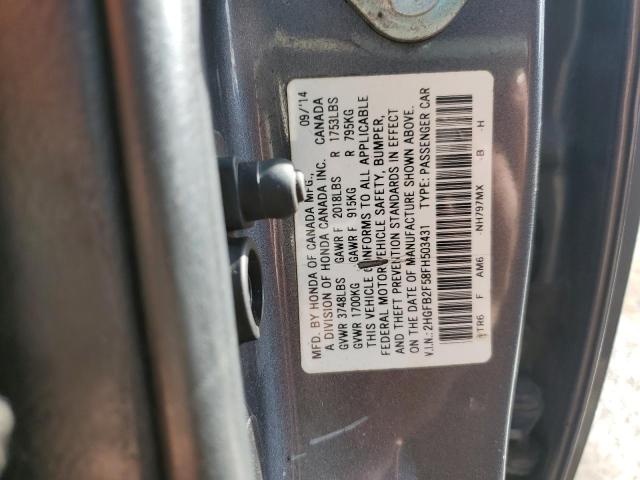 MFD. BY HONDA OF CANADA MFG., 09/'14
A DIVISION OF HONDA CANADA INC. CANADA
GVWR 3748LBS GAWR F 2018LBS R 1753LBS
GVWR 1700KG GAWR F 915KG R 795KG
THIS VEHICLE CONFORMS TO ALL APPLICABLE
FEDERAL MOTOR VEHICLE SAFETY, BUMPER,
AND THEFT PREVENTION STANDARDS IN EFFECT
ON THE DATE OF MANUFACTURE SHOWN ABOVE.
V.I.N.: 2HGFB2F58FH503431 TYPE: PASSENGER CAR
1TR6 F AM6 -NH797MX -B -H